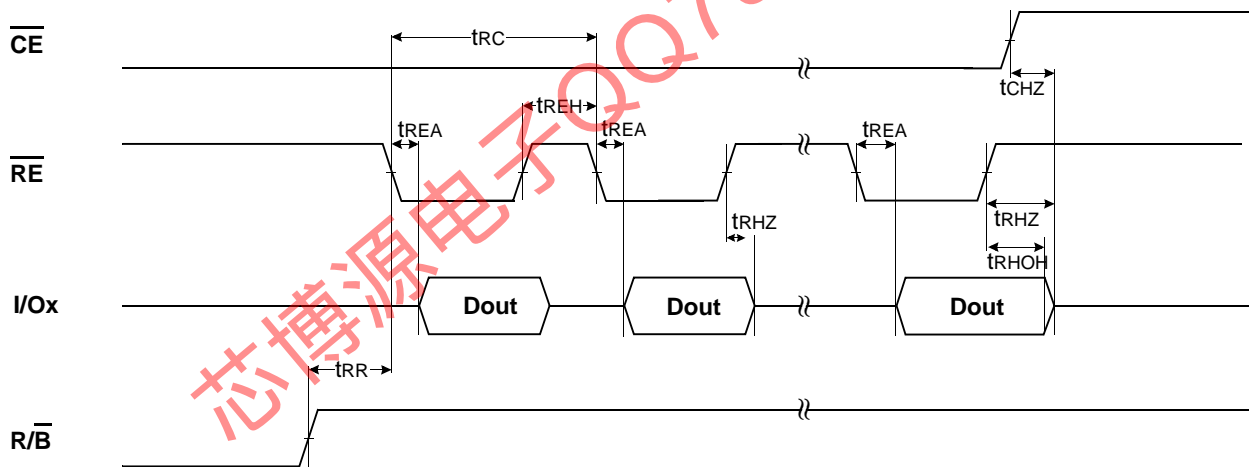 CE
tRC
tCHZ
tREH
tREA
tREA
tREA
RE
tRHZ
tRHZ
tRHOH
I/Ox
Dout
Dout
Dout
tRR
R/B
芯博源电子QQ